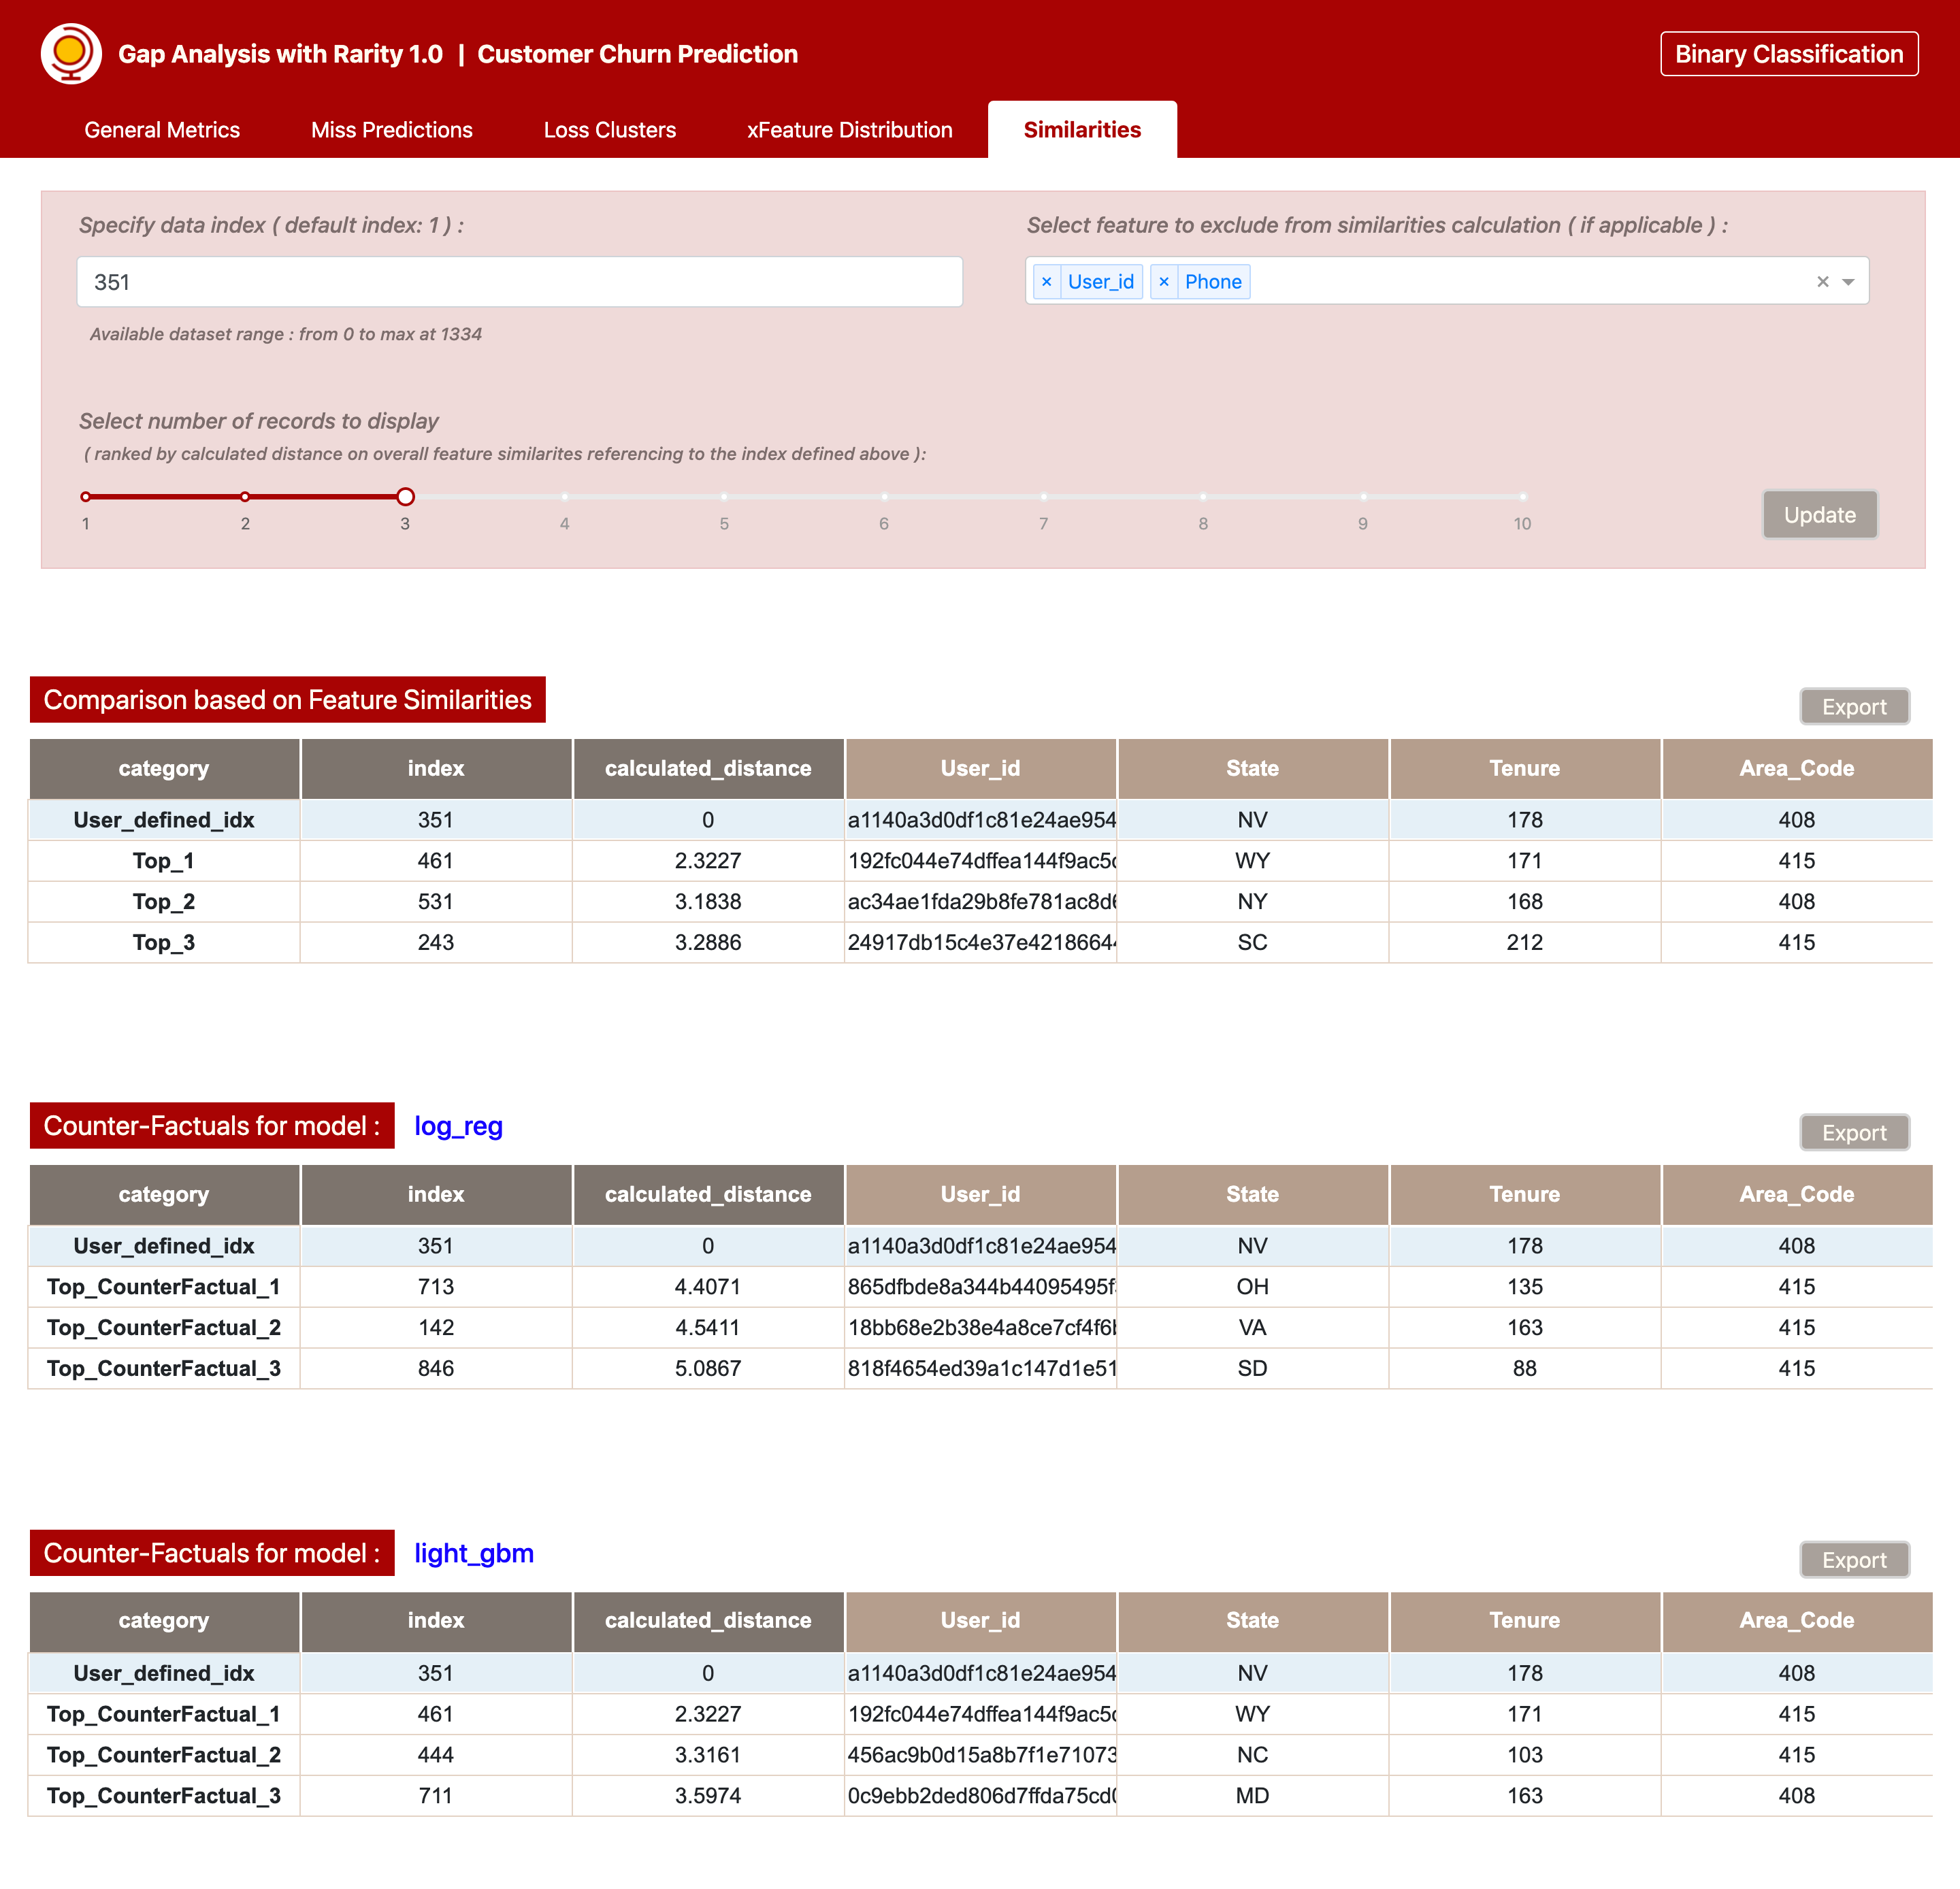 Gap Analysis with Rarity 1.0 | Customer Churn Prediction
Binary Classification
General Metrics Miss Predictions Loss Clusters xFeature Distribution Similarities
Specify data index ( default index: 1 ) :
Select feature to exclude from similarities calculation ( if applicable ) :
351
× User_id × Phone ×
Available dataset range : from 0 to max at 1334
Select number of records to display
( ranked by calculated distance on overall feature similarites referencing to the index defined above ):
1 2 3 4 5 6 7 8 9 10
Update
Comparison based on Feature Similarities
Export
category index calculated_distance User_id State Tenure Area_Code
User_defined_idx 351 0 a1140a3d0df1c81e24ae954 NV 178 408
Top_1 461 2.3227 192fc044e74dffea144f9ac5 WY 171 415
Top_2 531 3.1838 ac34ae1fda29b8fe781ac8d NY 168 408
Top_3 243 3.2886 24917db15c4e37e4218664 SC 212 415
Counter-Factuals for model : log_reg
Export
category index calculated_distance User_id State Tenure Area_Code
User_defined_idx 351 0 a1140a3d0df1c81e24ae954 NV 178 408
Top_CounterFactual_1 713 4.4071 865dfbde8a344b44095495f OH 135 415
Top_CounterFactual_2 142 4.5411 18bb68e2b38e4a8ce7cf4f6 VA 163 415
Top_CounterFactual_3 846 5.0867 818f4654ed39a1c147d1e51 SD 88 415
Counter-Factuals for model : light_gbm
Export
category index calculated_distance User_id State Tenure Area_Code
User_defined_idx 351 0 a1140a3d0df1c81e24ae954 NV 178 408
Top_CounterFactual_1 461 2.3227 192fc044e74dffea144f9ac5 WY 171 415
Top_CounterFactual_2 444 3.3161 456ac9b0d15a8b7f1e71073 NC 103 415
Top_CounterFactual_3 711 3.5974 0c9ebb2ded806d7ffda75cd MD 163 408